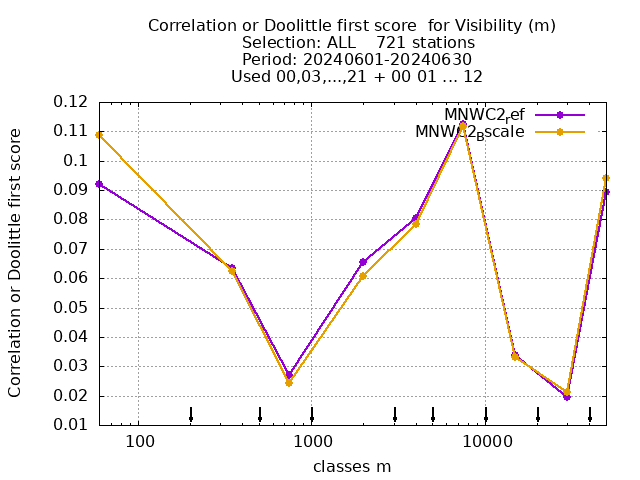 Correlation or Doolittle first score  for Visibility (m)
Selection: ALL    721 stations
Period: 20240601-20240630
Used 00,03,...,21 + 00 01 ... 12
Correlation or Doolittle first score
0.12
0.11
0.1
0.09
0.08
0.07
0.06
0.05
0.04
0.03
0.02
0.01
MNWC2ref
MNWC2Bscale
100
1000
10000
classes m